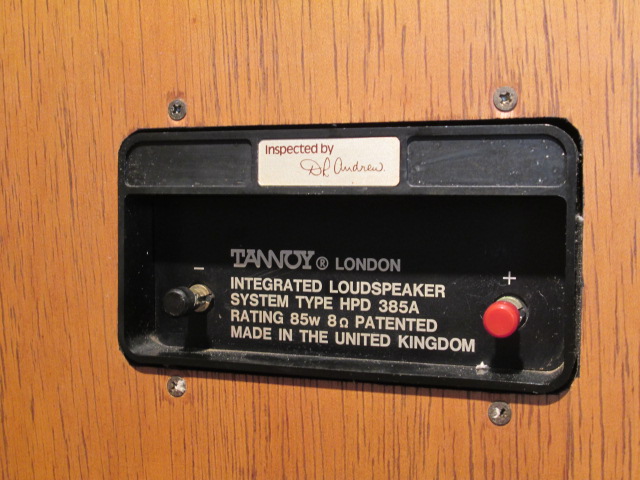 Inspected by
DL Andrew.
TANNOY ® LONDON
− +
INTEGRATED LOUDSPEAKER
SYSTEM TYPE HPD 385A
RATING 85w 8Ω PATENTED
MADE IN THE UNITED KINGDOM